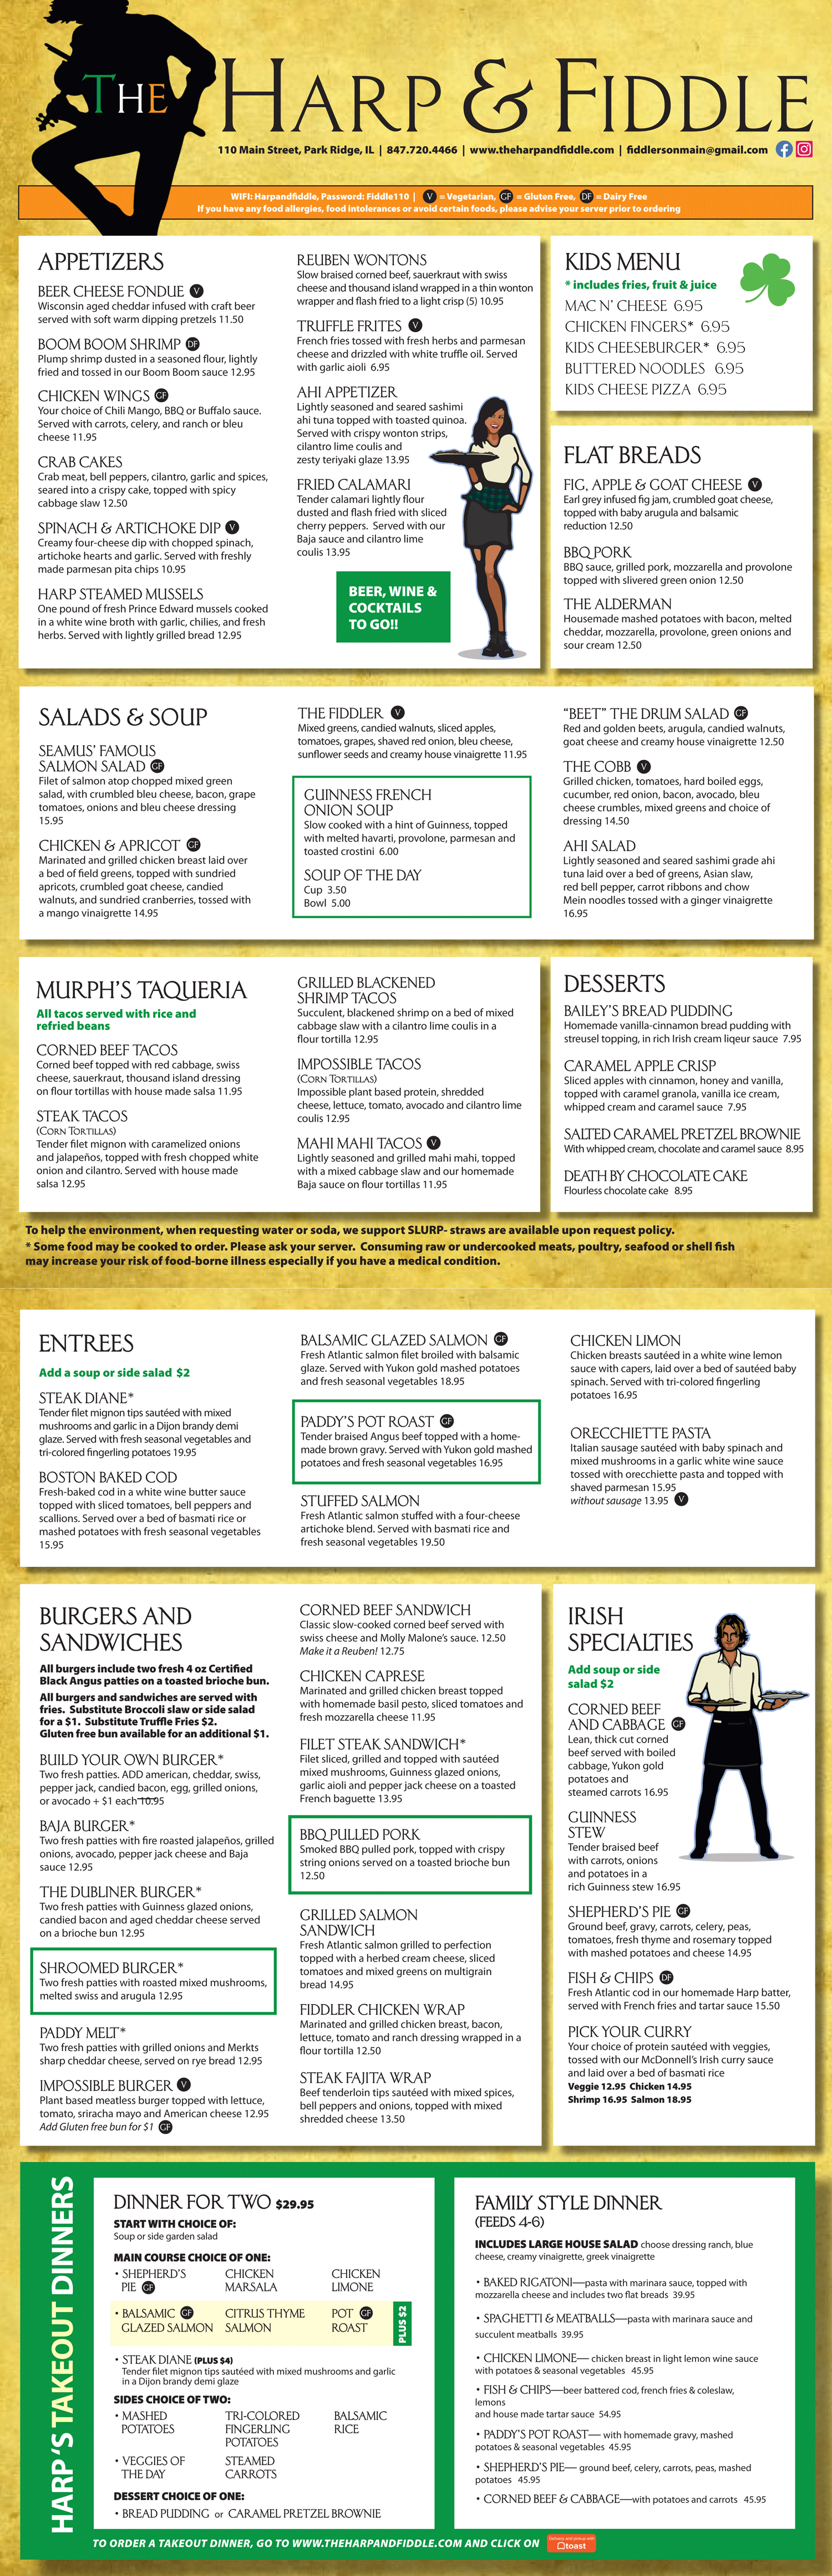 THE HARP & FIDDLE
110 Main Street, Park Ridge, IL | 847.720.4466 | www.theharpandfiddle.com | fiddlersonmain@gmail.com
WIFI: Harpandfiddle, Password: Fiddle110 | V = Vegetarian, GF = Gluten Free, DF = Dairy Free
If you have any food allergies, food intolerances or avoid certain foods, please advise your server prior to ordering
APPETIZERS
BEER CHEESE FONDUE V
Wisconsin aged cheddar infused with craft beer
served with soft warm dipping pretzels 11.50
BOOM BOOM SHRIMP DF
Plump shrimp dusted in a seasoned flour, lightly
fried and tossed in our Boom Boom sauce 12.95
CHICKEN WINGS GF
Your choice of Chili Mango, BBQ or Buffalo sauce.
Served with carrots, celery, and ranch or bleu
cheese 11.95
CRAB CAKES
Crab meat, bell peppers, cilantro, garlic and spices,
seared into a crispy cake, topped with spicy
cabbage slaw 12.50
SPINACH & ARTICHOKE DIP V
Creamy four-cheese dip with chopped spinach,
artichoke hearts and garlic. Served with freshly
made parmesan pita chips 10.95
HARP STEAMED MUSSELS
One pound of fresh Prince Edward mussels cooked
in a white wine broth with garlic, chilies, and fresh
herbs. Served with lightly grilled bread 12.95
REUBEN WONTONS
Slow braised corned beef, sauerkraut with swiss
cheese and thousand island wrapped in a thin wonton
wrapper and flash fried to a light crisp (5) 10.95
TRUFFLE FRITES V
French fries tossed with fresh herbs and parmesan
cheese and drizzled with white truffle oil. Served
with garlic aioli 6.95
AHI APPETIZER
Lightly seasoned and seared sashimi
ahi tuna topped with toasted quinoa.
Served with crispy wonton strips,
cilantro lime coulis and
zesty teriyaki glaze 13.95
FRIED CALAMARI
Tender calamari lightly flour
dusted and flash fried with sliced
cherry peppers. Served with our
Baja sauce and cilantro lime
coulis 13.95
BEER, WINE &
COCKTAILS
TO GO!!
KIDS MENU
* includes fries, fruit & juice
MAC N' CHEESE 6.95
CHICKEN FINGERS* 6.95
KIDS CHEESEBURGER* 6.95
BUTTERED NOODLES 6.95
KIDS CHEESE PIZZA 6.95
FLAT BREADS
FIG, APPLE & GOAT CHEESE V
Earl grey infused fig jam, crumbled goat cheese,
topped with baby arugula and balsamic
reduction 12.50
BBQ PORK
BBQ sauce, grilled pork, mozzarella and provolone
topped with slivered green onion 12.50
THE ALDERMAN
Housemade mashed potatoes with bacon, melted
cheddar, mozzarella, provolone, green onions and
sour cream 12.50
SALADS & SOUP
SEAMUS' FAMOUS
SALMON SALAD GF
Filet of salmon atop chopped mixed green
salad, with crumbled bleu cheese, bacon, grape
tomatoes, onions and bleu cheese dressing
15.95
CHICKEN & APRICOT GF
Marinated and grilled chicken breast laid over
a bed of field greens, topped with sundried
apricots, crumbled goat cheese, candied
walnuts, and sundried cranberries, tossed with
a mango vinaigrette 14.95
THE FIDDLER V
Mixed greens, candied walnuts, sliced apples,
tomatoes, grapes, shaved red onion, bleu cheese,
sunflower seeds and creamy house vinaigrette 11.95
GUINNESS FRENCH
ONION SOUP
Slow cooked with a hint of Guinness, topped
with melted havarti, provolone, parmesan and
toasted crostini 6.00
SOUP OF THE DAY
Cup 3.50
Bowl 5.00
"BEET" THE DRUM SALAD GF
Red and golden beets, arugula, candied walnuts,
goat cheese and creamy house vinaigrette 12.50
THE COBB V
Grilled chicken, tomatoes, hard boiled eggs,
cucumber, red onion, bacon, avocado, bleu
cheese crumbles, mixed greens and choice of
dressing 14.50
AHI SALAD
Lightly seasoned and seared sashimi grade ahi
tuna laid over a bed of greens, Asian slaw,
red bell pepper, carrot ribbons and chow
Mein noodles tossed with a ginger vinaigrette
16.95
MURPH'S TAQUERIA
All tacos served with rice and
refried beans
CORNED BEEF TACOS
Corned beef topped with red cabbage, swiss
cheese, sauerkraut, thousand island dressing
on flour tortillas with house made salsa 11.95
STEAK TACOS
(CORN TORTILLAS)
Tender filet mignon with caramelized onions
and jalapeños, topped with fresh chopped white
onion and cilantro. Served with house made
salsa 12.95
GRILLED BLACKENED
SHRIMP TACOS
Succulent, blackened shrimp on a bed of mixed
cabbage slaw with a cilantro lime coulis in a
flour tortilla 12.95
IMPOSSIBLE TACOS
(CORN TORTILLAS)
Impossible plant based protein, shredded
cheese, lettuce, tomato, avocado and cilantro lime
coulis 12.95
MAHI MAHI TACOS V
Lightly seasoned and grilled mahi mahi, topped
with a mixed cabbage slaw and our homemade
Baja sauce on flour tortillas 11.95
DESSERTS
BAILEY'S BREAD PUDDING
Homemade vanilla-cinnamon bread pudding with
streusel topping, in rich Irish cream liqeur sauce 7.95
CARAMEL APPLE CRISP
Sliced apples with cinnamon, honey and vanilla,
topped with caramel granola, vanilla ice cream,
whipped cream and caramel sauce 7.95
SALTED CARAMEL PRETZEL BROWNIE
With whipped cream, chocolate and caramel sauce 8.95
DEATH BY CHOCOLATE CAKE
Flourless chocolate cake 8.95
To help the environment, when requesting water or soda, we support SLURP- straws are available upon request policy.
* Some food may be cooked to order. Please ask your server. Consuming raw or undercooked meats, poultry, seafood or shell fish
may increase your risk of food-borne illness especially if you have a medical condition.
ENTREES
Add a soup or side salad $2
STEAK DIANE*
Tender filet mignon tips sautéed with mixed
mushrooms and garlic in a Dijon brandy demi
glaze. Served with fresh seasonal vegetables and
tri-colored fingerling potatoes 19.95
BOSTON BAKED COD
Fresh-baked cod in a white wine butter sauce
topped with sliced tomatoes, bell peppers and
scallions. Served over a bed of basmati rice or
mashed potatoes with fresh seasonal vegetables
15.95
BALSAMIC GLAZED SALMON GF
Fresh Atlantic salmon filet broiled with balsamic
glaze. Served with Yukon gold mashed potatoes
and fresh seasonal vegetables 18.95
PADDY'S POT ROAST GF
Tender braised Angus beef topped with a home-
made brown gravy. Served with Yukon gold mashed
potatoes and fresh seasonal vegetables 16.95
STUFFED SALMON
Fresh Atlantic salmon stuffed with a four-cheese
artichoke blend. Served with basmati rice and
fresh seasonal vegetables 19.50
CHICKEN LIMON
Chicken breasts sautéed in a white wine lemon
sauce with capers, laid over a bed of sautéed baby
spinach. Served with tri-colored fingerling
potatoes 16.95
ORECCHIETTE PASTA
Italian sausage sautéed with baby spinach and
mixed mushrooms in a garlic white wine sauce
tossed with orecchiette pasta and topped with
shaved parmesan 15.95
without sausage 13.95 V
BURGERS AND
SANDWICHES
All burgers include two fresh 4 oz Certified
Black Angus patties on a toasted brioche bun.
All burgers and sandwiches are served with
fries. Substitute Broccoli slaw or side salad
for a $1. Substitute Truffle Fries $2.
Gluten free bun available for an additional $1.
BUILD YOUR OWN BURGER*
Two fresh patties. ADD american, cheddar, swiss,
pepper jack, candied bacon, egg, grilled onions,
or avocado + $1 each 10.95
BAJA BURGER*
Two fresh patties with fire roasted jalapeños, grilled
onions, avocado, pepper jack cheese and Baja
sauce 12.95
THE DUBLINER BURGER*
Two fresh patties with Guinness glazed onions,
candied bacon and aged cheddar cheese served
on a brioche bun 12.95
SHROOMED BURGER*
Two fresh patties with roasted mixed mushrooms,
melted swiss and arugula 12.95
PADDY MELT*
Two fresh patties with grilled onions and Merkts
sharp cheddar cheese, served on rye bread 12.95
IMPOSSIBLE BURGER V
Plant based meatless burger topped with lettuce,
tomato, sriracha mayo and American cheese 12.95
Add Gluten free bun for $1 GF
CORNED BEEF SANDWICH
Classic slow-cooked corned beef served with
swiss cheese and Molly Malone's sauce. 12.50
Make it a Reuben! 12.75
CHICKEN CAPRESE
Marinated and grilled chicken breast topped
with homemade basil pesto, sliced tomatoes and
fresh mozzarella cheese 11.95
FILET STEAK SANDWICH*
Filet sliced, grilled and topped with sautéed
mixed mushrooms, Guinness glazed onions,
garlic aioli and pepper jack cheese on a toasted
French baguette 13.95
BBQ PULLED PORK
Smoked BBQ pulled pork, topped with crispy
string onions served on a toasted brioche bun
12.50
GRILLED SALMON
SANDWICH
Fresh Atlantic salmon grilled to perfection
topped with a herbed cream cheese, sliced
tomatoes and mixed greens on multigrain
bread 14.95
FIDDLER CHICKEN WRAP
Marinated and grilled chicken breast, bacon,
lettuce, tomato and ranch dressing wrapped in a
flour tortilla 12.50
STEAK FAJITA WRAP
Beef tenderloin tips sautéed with mixed spices,
bell peppers and onions, topped with mixed
shredded cheese 13.50
IRISH
SPECIALTIES
Add soup or side
salad $2
CORNED BEEF
AND CABBAGE GF
Lean, thick cut corned
beef served with boiled
cabbage, Yukon gold
potatoes and
steamed carrots 16.95
GUINNESS
STEW
Tender braised beef
with carrots, onions
and potatoes in a
rich Guinness stew 16.95
SHEPHERD'S PIE GF
Ground beef, gravy, carrots, celery, peas,
tomatoes, fresh thyme and rosemary topped
with mashed potatoes and cheese 14.95
FISH & CHIPS DF
Fresh Atlantic cod in our homemade Harp batter,
served with French fries and tartar sauce 15.50
PICK YOUR CURRY
Your choice of protein sautéed with veggies,
tossed with our McDonnell's Irish curry sauce
and laid over a bed of basmati rice
Veggie 12.95 Chicken 14.95
Shrimp 16.95 Salmon 18.95
HARP'S TAKEOUT DINNERS
DINNER FOR TWO $29.95
START WITH CHOICE OF:
Soup or side garden salad
MAIN COURSE CHOICE OF ONE:
• SHEPHERD'S PIE GF
CHICKEN MARSALA
CHICKEN LIMONE
• BALSAMIC GF GLAZED SALMON
CITRUS THYME SALMON
POT GF ROAST
PLUS $2
• STEAK DIANE (PLUS $4)
Tender filet mignon tips sautéed with mixed mushrooms and garlic
in a Dijon brandy demi glaze
SIDES CHOICE OF TWO:
• MASHED POTATOES
TRI-COLORED FINGERLING POTATOES
BALSAMIC RICE
• VEGGIES OF THE DAY
STEAMED CARROTS
DESSERT CHOICE OF ONE:
• BREAD PUDDING or CARAMEL PRETZEL BROWNIE
FAMILY STYLE DINNER
(FEEDS 4-6)
INCLUDES LARGE HOUSE SALAD choose dressing ranch, blue
cheese, creamy vinaigrette, greek vinaigrette
• BAKED RIGATONI—pasta with marinara sauce, topped with
mozzarella cheese and includes two flat breads 39.95
• SPAGHETTI & MEATBALLS—pasta with marinara sauce and
succulent meatballs 39.95
• CHICKEN LIMONE— chicken breast in light lemon wine sauce
with potatoes & seasonal vegetables 45.95
• FISH & CHIPS—beer battered cod, french fries & coleslaw,
lemons
and house made tartar sauce 54.95
• PADDY'S POT ROAST— with homemade gravy, mashed
potatoes & seasonal vegetables 45.95
• SHEPHERD'S PIE— ground beef, celery, carrots, peas, mashed
potatoes 45.95
• CORNED BEEF & CABBAGE—with potatoes and carrots 45.95
TO ORDER A TAKEOUT DINNER, GO TO WWW.THEHARPANDFIDDLE.COM AND CLICK ON
Delivery and pickup with
toast